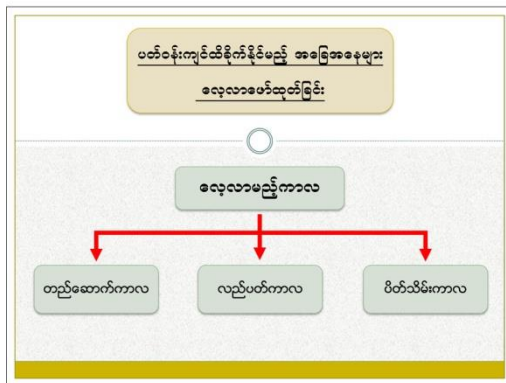 ပတ်ဝန်းကျင်ထိခိုက်နိုင်မည့် အခြေအနေများ
လေ့လာဖော်ထုတ်ခြင်း
လေ့လာမည့်ကာလ
တည်ဆောက်ကာလ
လည်ပတ်ကာလ
ပိတ်သိမ်းကာလ